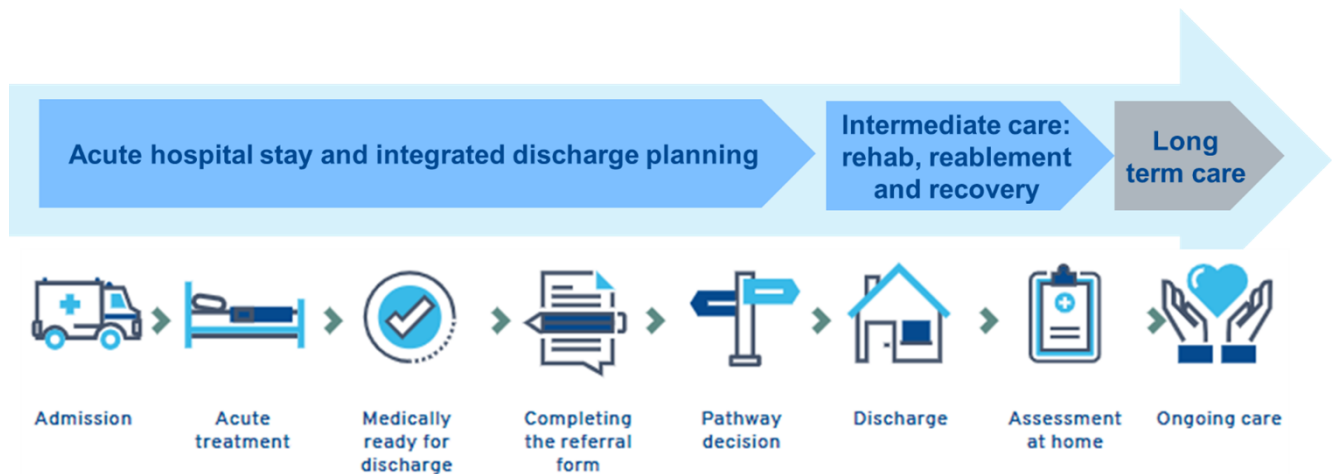 Acute hospital stay and integrated discharge planning
Intermediate care:
rehab, reablement
and recovery
Long
term care
Admission
Acute
treatment
Medically
ready for
discharge
Completing
the referral
form
Pathway
decision
Discharge
Assessment
at home
Ongoing care